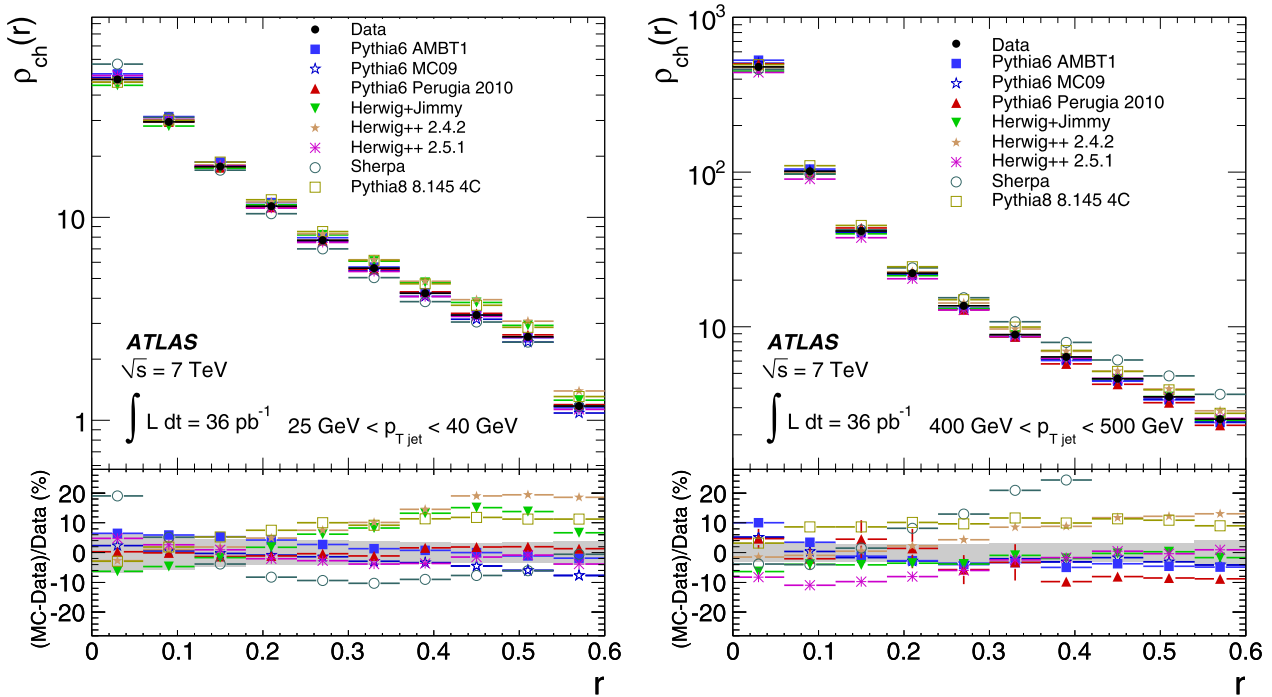 ρch(r)
10
1
Data
Pythia6 AMBT1
Pythia6 MC09
Pythia6 Perugia 2010
Herwig+Jimmy
Herwig++ 2.4.2
Herwig++ 2.5.1
Sherpa
Pythia8 8.145 4C
ATLAS
√s = 7 TeV
∫ L dt = 36 pb⁻¹
25 GeV < pT jet < 40 GeV
(MC-Data)/Data (%)
20
10
0
-10
-20
0 0.1 0.2 0.3 0.4 0.5 0.6
r
ρch(r)
10³
10²
10
Data
Pythia6 AMBT1
Pythia6 MC09
Pythia6 Perugia 2010
Herwig+Jimmy
Herwig++ 2.4.2
Herwig++ 2.5.1
Sherpa
Pythia8 8.145 4C
ATLAS
√s = 7 TeV
∫ L dt = 36 pb⁻¹
400 GeV < pT jet < 500 GeV
(MC-Data)/Data (%)
20
10
0
-10
-20
0 0.1 0.2 0.3 0.4 0.5 0.6
r